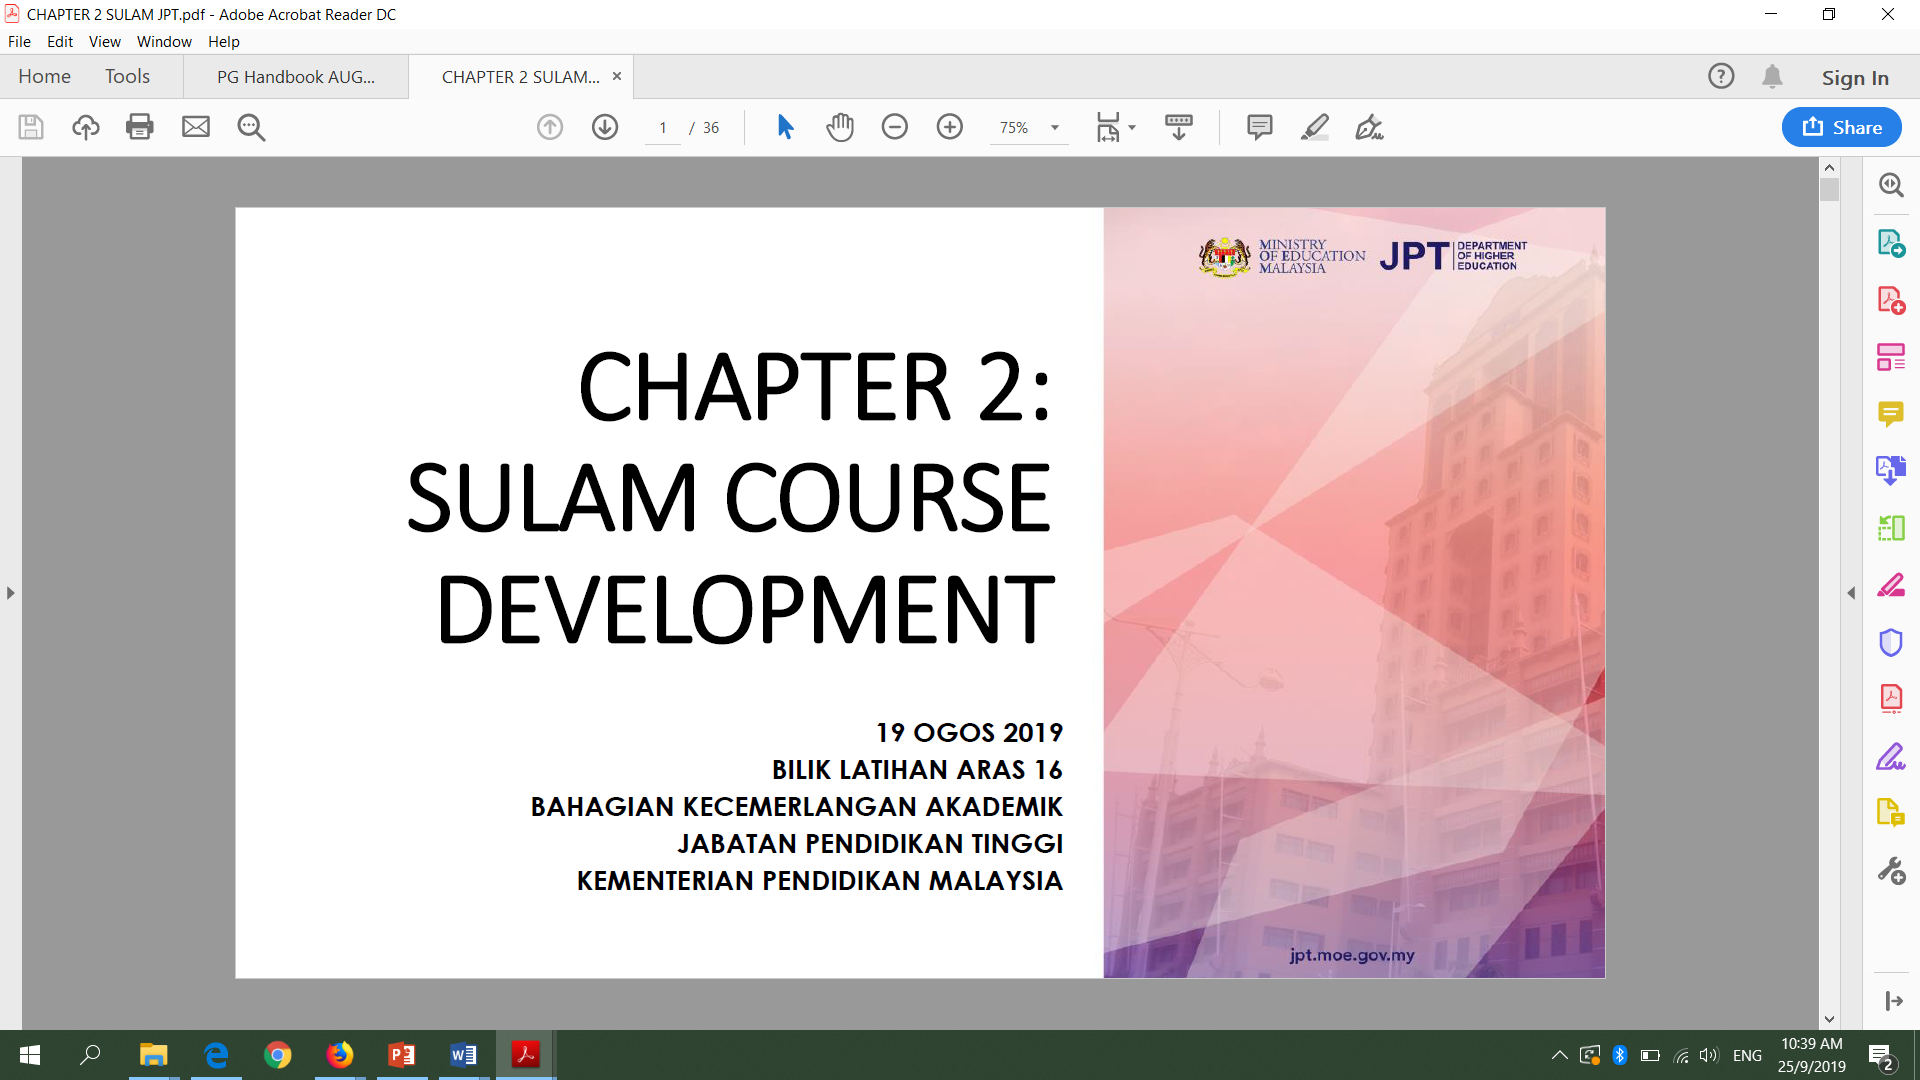 CHAPTER 2 SULAM JPT.pdf - Adobe Acrobat Reader DC
File Edit View Window Help
Home Tools PG Handbook AUG... CHAPTER 2 SULAM... × ? Sign In
1 / 36 75% Share
MINISTRY
OF EDUCATION
MALAYSIA
JPT
DEPARTMENT
OF HIGHER
EDUCATION
CHAPTER 2:
SULAM COURSE
DEVELOPMENT
19 OGOS 2019
BILIK LATIHAN ARAS 16
BAHAGIAN KECEMERLANGAN AKADEMIK
JABATAN PENDIDIKAN TINGGI
KEMENTERIAN PENDIDIKAN MALAYSIA
jpt.moe.gov.my
ENG
10:39 AM
25/9/2019
2